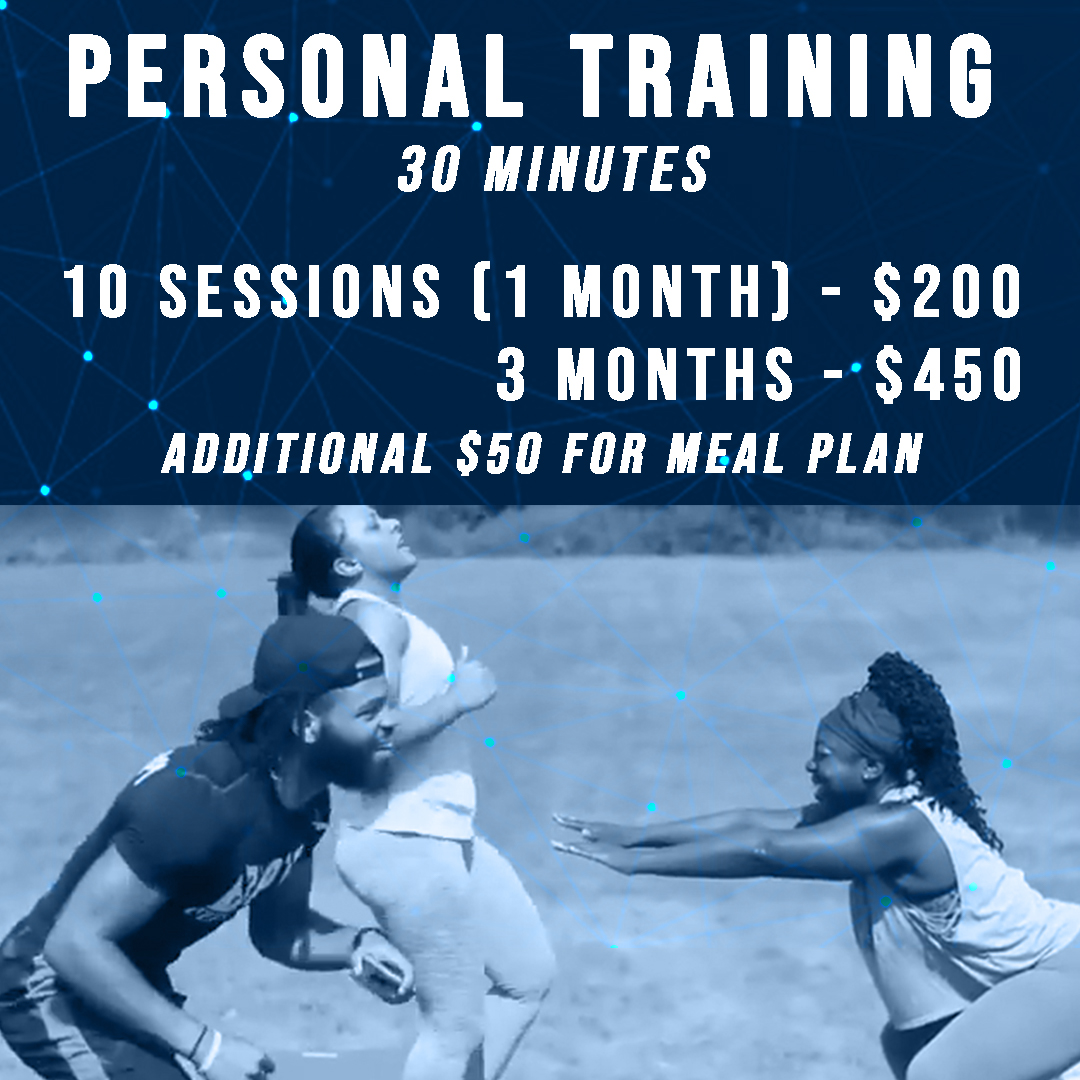 PERSONAL TRAINING
30 MINUTES
10 SESSIONS (1 MONTH) - $200
3 MONTHS - $450
ADDITIONAL $50 FOR MEAL PLAN